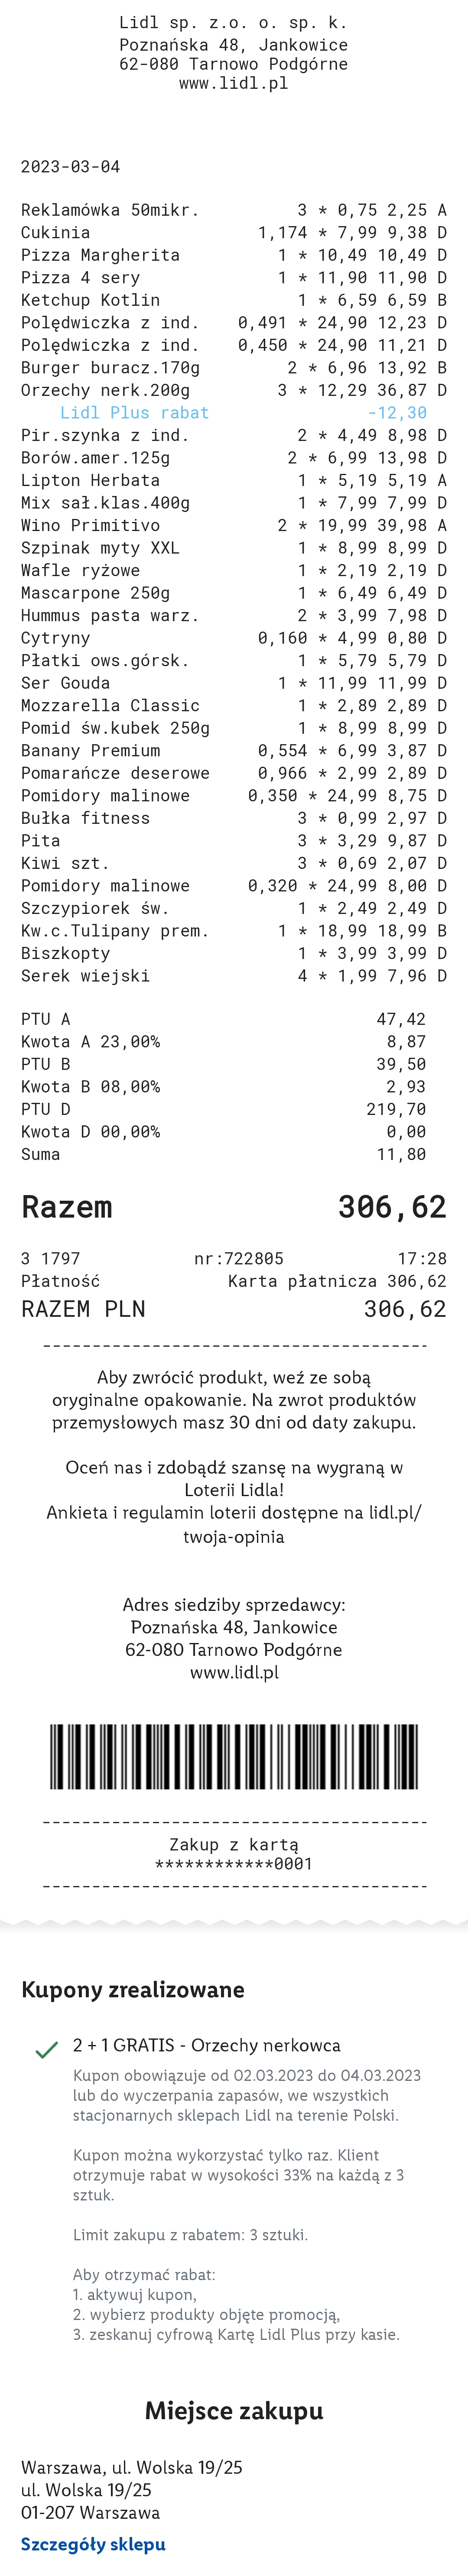 Lidl sp. z.o. o. sp. k.
Poznańska 48, Jankowice
62-080 Tarnowo Podgórne
www.lidl.pl
2023-03-04
Reklamówka 50mikr. 3 * 0,75 2,25 A
Cukinia 1,174 * 7,99 9,38 D
Pizza Margherita 1 * 10,49 10,49 D
Pizza 4 sery 1 * 11,90 11,90 D
Ketchup Kotlin 1 * 6,59 6,59 B
Polędwiczka z ind. 0,491 * 24,90 12,23 D
Polędwiczka z ind. 0,450 * 24,90 11,21 D
Burger buracz.170g 2 * 6,96 13,92 B
Orzechy nerk.200g 3 * 12,29 36,87 D
Lidl Plus rabat -12,30
Pir.szynka z ind. 2 * 4,49 8,98 D
Borów.amer.125g 2 * 6,99 13,98 D
Lipton Herbata 1 * 5,19 5,19 A
Mix sał.klas.400g 1 * 7,99 7,99 D
Wino Primitivo 2 * 19,99 39,98 A
Szpinak myty XXL 1 * 8,99 8,99 D
Wafle ryżowe 1 * 2,19 2,19 D
Mascarpone 250g 1 * 6,49 6,49 D
Hummus pasta warz. 2 * 3,99 7,98 D
Cytryny 0,160 * 4,99 0,80 D
Płatki ows.górsk. 1 * 5,79 5,79 D
Ser Gouda 1 * 11,99 11,99 D
Mozzarella Classic 1 * 2,89 2,89 D
Pomid św.kubek 250g 1 * 8,99 8,99 D
Banany Premium 0,554 * 6,99 3,87 D
Pomarańcze deserowe 0,966 * 2,99 2,89 D
Pomidory malinowe 0,350 * 24,99 8,75 D
Bułka fitness 3 * 0,99 2,97 D
Pita 3 * 3,29 9,87 D
Kiwi szt. 3 * 0,69 2,07 D
Pomidory malinowe 0,320 * 24,99 8,00 D
Szczypiorek św. 1 * 2,49 2,49 D
Kw.c.Tulipany prem. 1 * 18,99 18,99 B
Biszkopty 1 * 3,99 3,99 D
Serek wiejski 4 * 1,99 7,96 D
PTU A 47,42
Kwota A 23,00% 8,87
PTU B 39,50
Kwota B 08,00% 2,93
PTU D 219,70
Kwota D 00,00% 0,00
Suma 11,80
Razem 306,62
3 1797 nr:722805 17:28
Płatność Karta płatnicza 306,62
RAZEM PLN 306,62
Aby zwrócić produkt, weź ze sobą
oryginalne opakowanie. Na zwrot produktów
przemysłowych masz 30 dni od daty zakupu.
Oceń nas i zdobądź szansę na wygraną w
Loterii Lidla!
Ankieta i regulamin loterii dostępne na lidl.pl/
twoja-opinia
Adres siedziby sprzedawcy:
Poznańska 48, Jankowice
62-080 Tarnowo Podgórne
www.lidl.pl
Zakup z kartą
************0001
Kupony zrealizowane
2 + 1 GRATIS - Orzechy nerkowca
Kupon obowiązuje od 02.03.2023 do 04.03.2023
lub do wyczerpania zapasów, we wszystkich
stacjonarnych sklepach Lidl na terenie Polski.
Kupon można wykorzystać tylko raz. Klient
otrzymuje rabat w wysokości 33% na każdą z 3
sztuk.
Limit zakupu z rabatem: 3 sztuki.
Aby otrzymać rabat:
1. aktywuj kupon,
2. wybierz produkty objęte promocją,
3. zeskanuj cyfrową Kartę Lidl Plus przy kasie.
Miejsce zakupu
Warszawa, ul. Wolska 19/25
ul. Wolska 19/25
01-207 Warszawa
Szczegóły sklepu